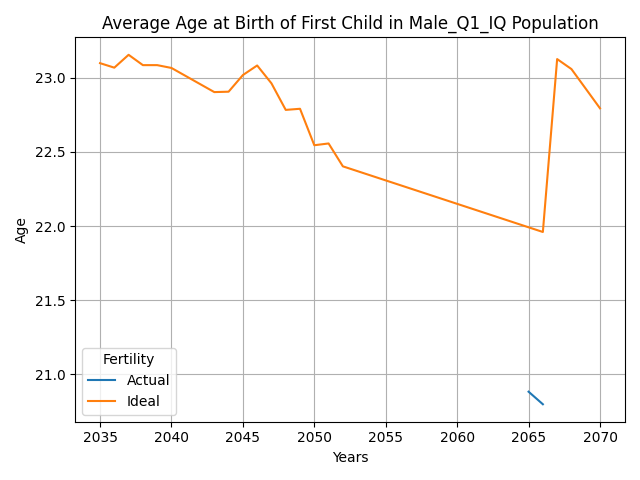 Average Age at Birth of First Child in Male_Q1_IQ Population
Age
23.0
22.5
22.0
21.5
21.0
Fertility
Actual
Ideal
2035 2040 2045 2050 2055 2060 2065 2070
Years